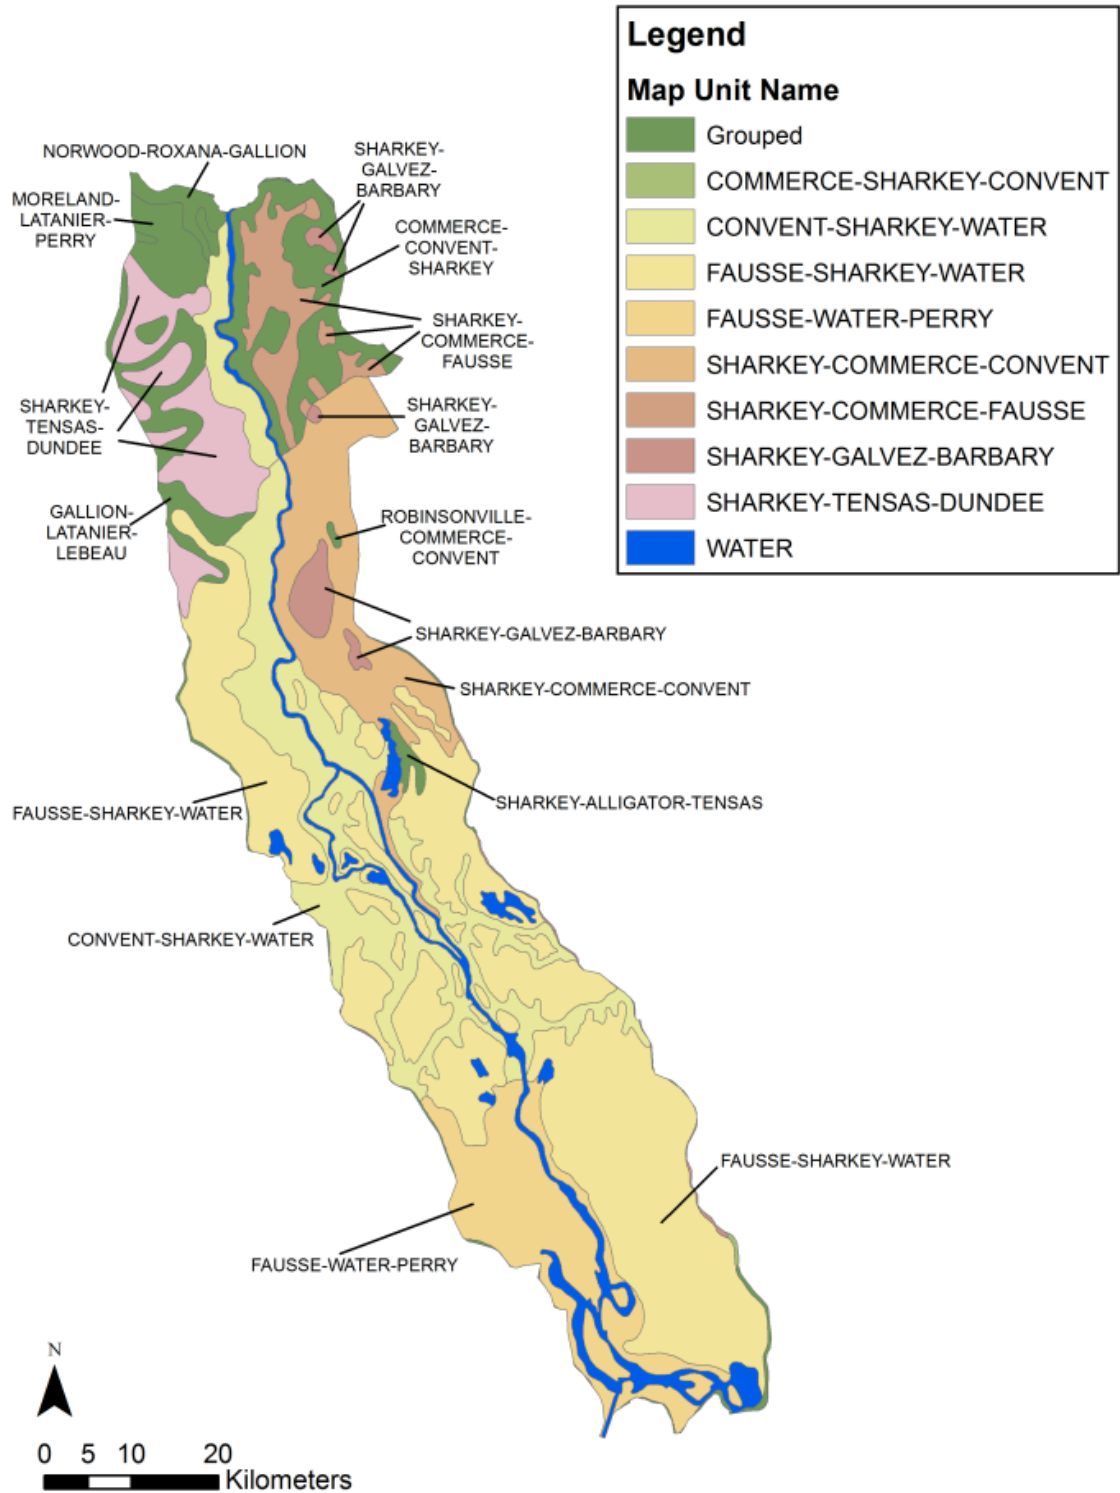 Legend
Map Unit Name
Grouped
COMMERCE-SHARKEY-CONVENT
CONVENT-SHARKEY-WATER
FAUSSE-SHARKEY-WATER
FAUSSE-WATER-PERRY
SHARKEY-COMMERCE-CONVENT
SHARKEY-COMMERCE-FAUSSE
SHARKEY-GALVEZ-BARBARY
SHARKEY-TENSAS-DUNDEE
WATER
NORWOOD-ROXANA-GALLION
SHARKEY-
GALVEZ-
BARBARY
MORELAND-
LATANIER-
PERRY
COMMERCE-
CONVENT-
SHARKEY
SHARKEY-
COMMERCE-
FAUSSE
SHARKEY-
TENSAS-
DUNDEE
SHARKEY-
GALVEZ-
BARBARY
GALLION-
LATANIER-
LEBEAU
ROBINSONVILLE-
COMMERCE-
CONVENT
SHARKEY-GALVEZ-BARBARY
SHARKEY-COMMERCE-CONVENT
SHARKEY-ALLIGATOR-TENSAS
FAUSSE-SHARKEY-WATER
CONVENT-SHARKEY-WATER
FAUSSE-SHARKEY-WATER
FAUSSE-WATER-PERRY
N
0 5 10 20
Kilometers